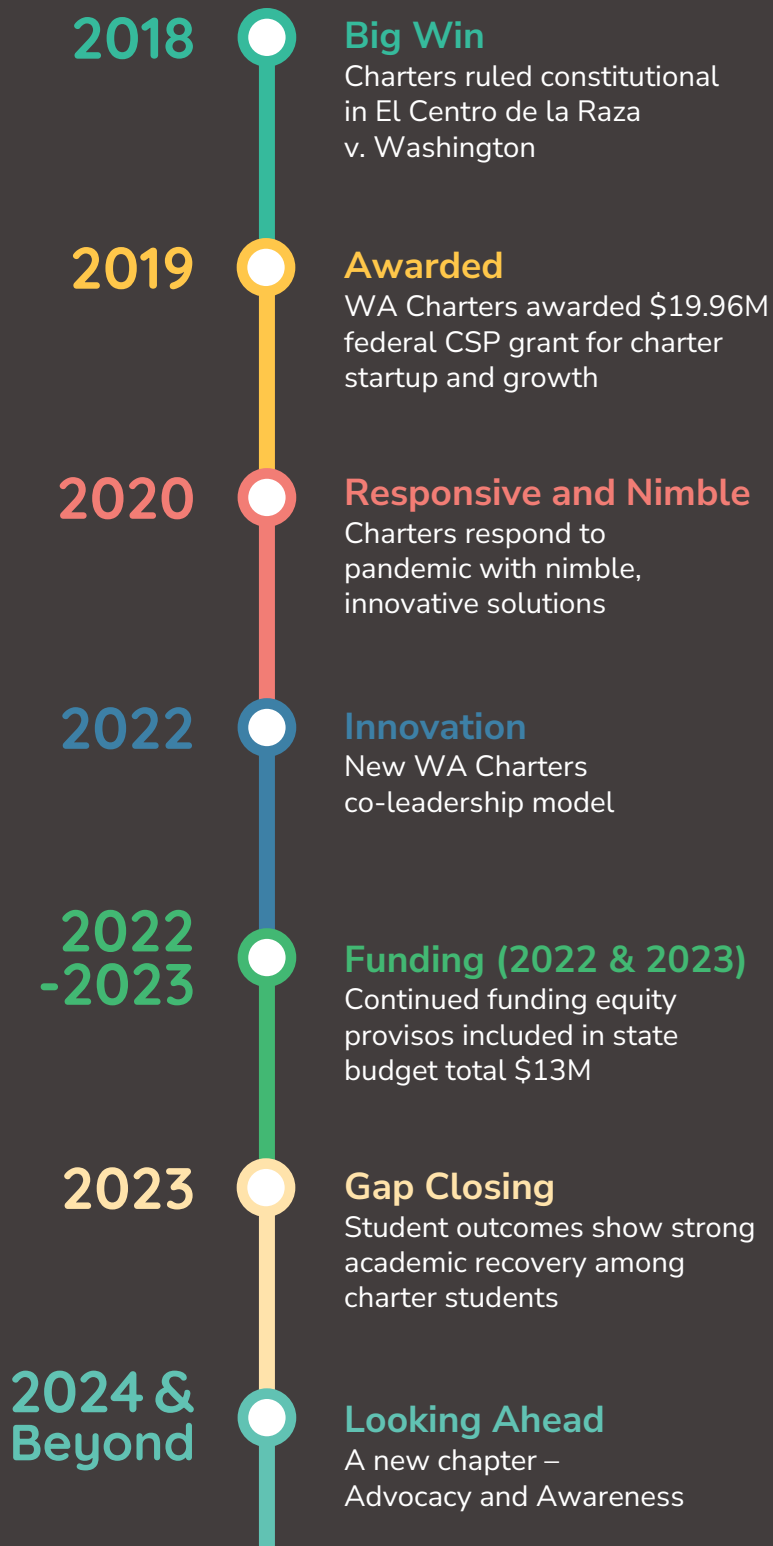 2018
Big Win
Charters ruled constitutional
in El Centro de la Raza
v. Washington
2019
Awarded
WA Charters awarded $19.96M
federal CSP grant for charter
startup and growth
2020
Responsive and Nimble
Charters respond to
pandemic with nimble,
innovative solutions
2022
Innovation
New WA Charters
co-leadership model
2022
-2023
Funding (2022 & 2023)
Continued funding equity
provisos included in state
budget total $13M
2023
Gap Closing
Student outcomes show strong
academic recovery among
charter students
2024 &
Beyond
Looking Ahead
A new chapter –
Advocacy and Awareness